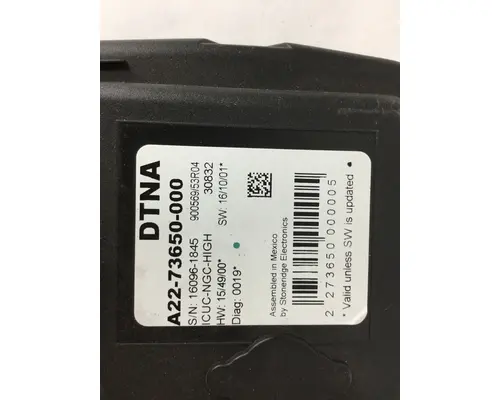 DTNA
A22-73650-000
S/N: 16096-1845 900569/53R04
ICUC-NGC-HIGH 30832
HW: 15/49/00* SW: 16/10/01*
Diag: 0019*
Assembled in Mexico
by Stoneridge Electronics
2 273650 000005
* Valid unless SW is updated